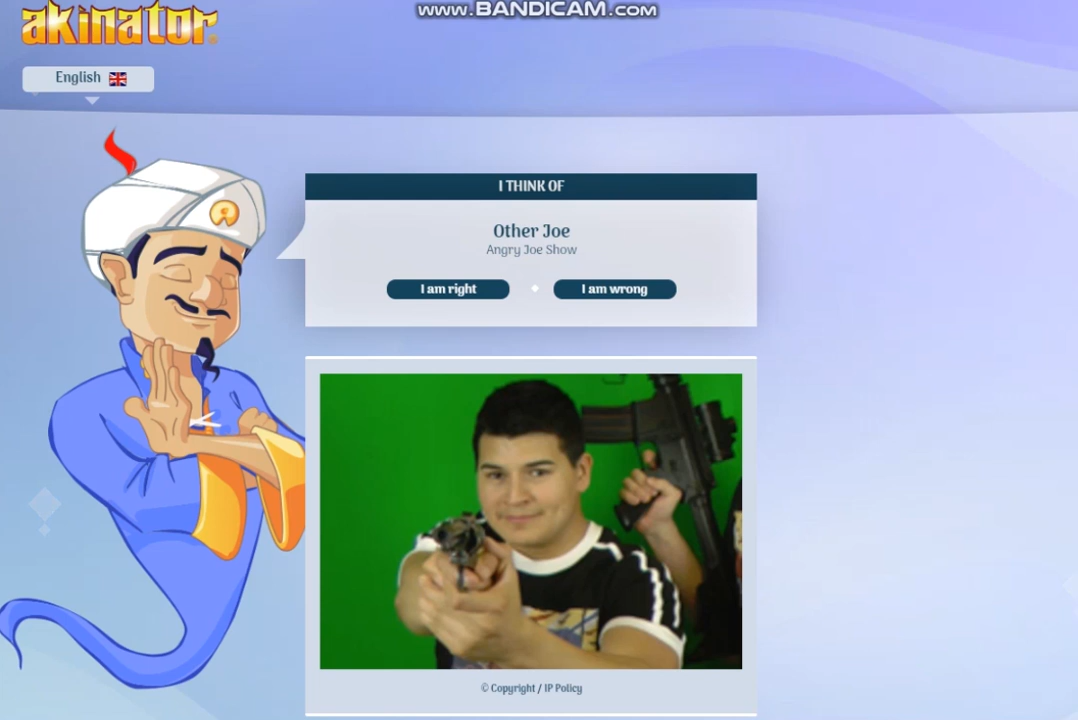 www.BANDICAM.com
akinator
English
I THINK OF
Other Joe
Angry Joe Show
I am right
I am wrong
© Copyright / IP Policy